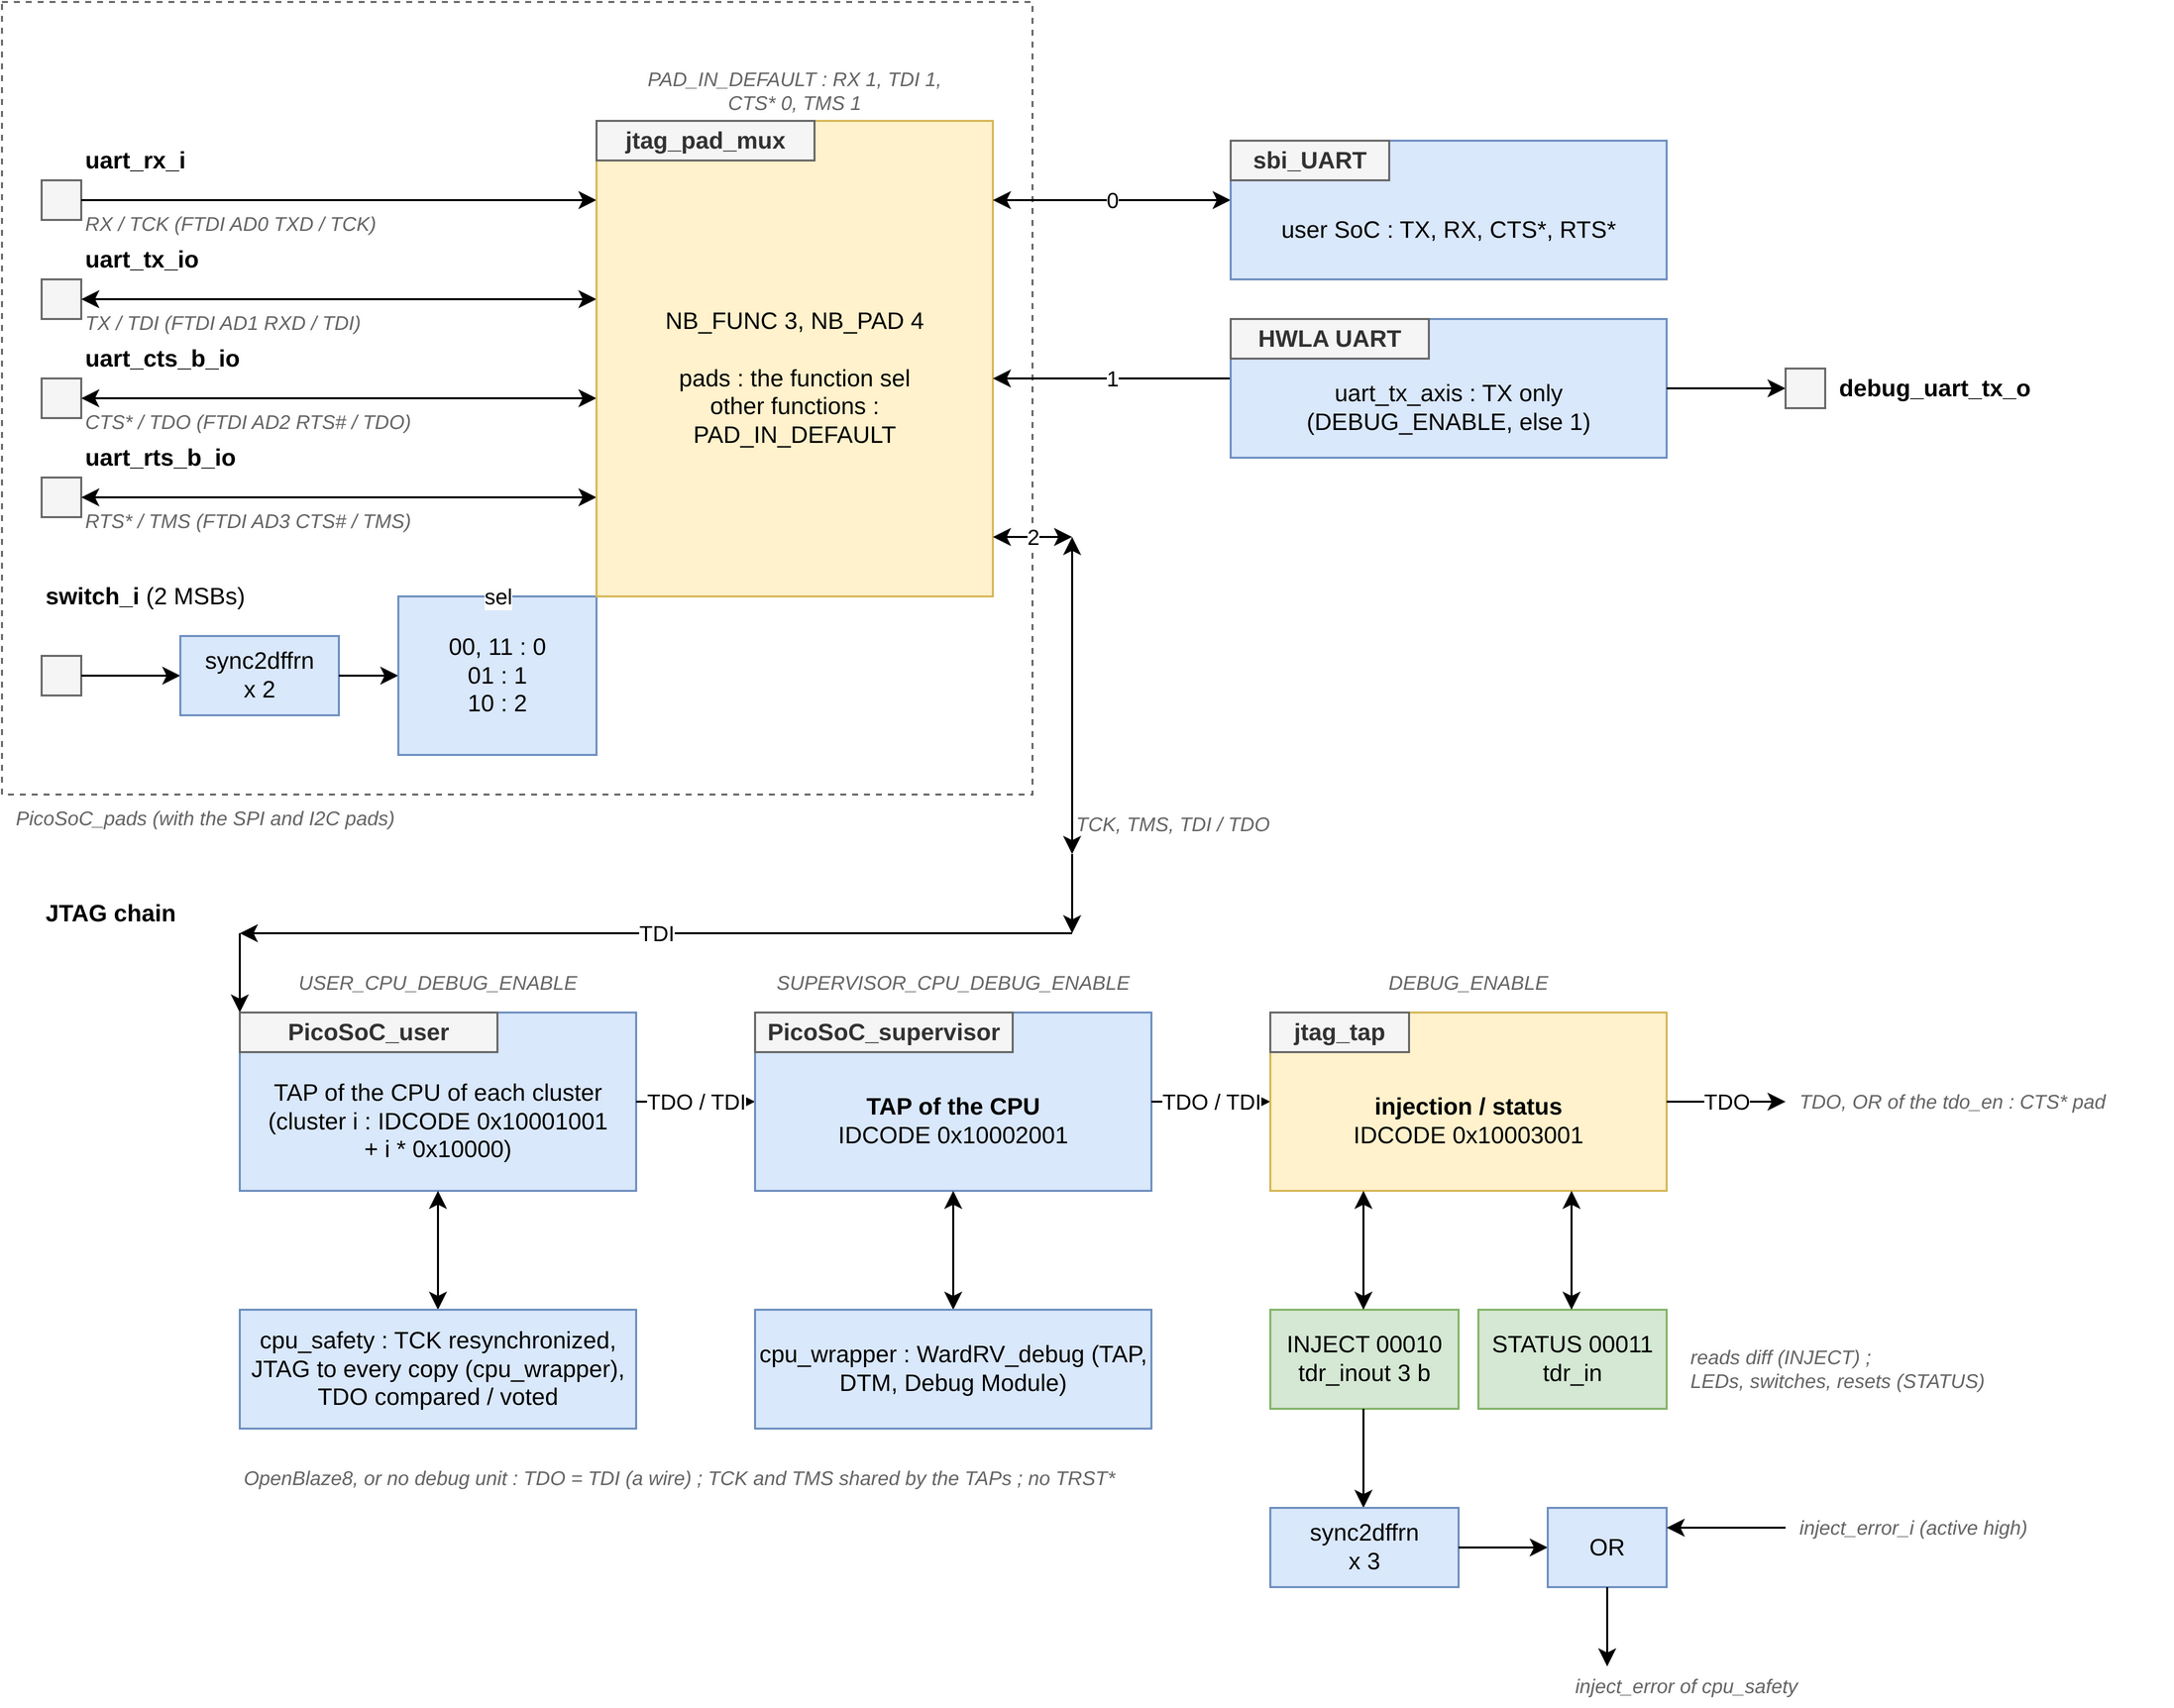 PAD_IN_DEFAULT : RX 1, TDI 1,
CTS* 0, TMS 1
jtag_pad_mux
uart_rx_i
RX / TCK (FTDI AD0 TXD / TCK)
uart_tx_io
TX / TDI (FTDI AD1 RXD / TDI)
uart_cts_b_io
CTS* / TDO (FTDI AD2 RTS# / TDO)
uart_rts_b_io
RTS* / TMS (FTDI AD3 CTS# / TMS)
NB_FUNC 3, NB_PAD 4
pads : the function sel
other functions :
PAD_IN_DEFAULT
0
sbi_UART
user SoC : TX, RX, CTS*, RTS*
1
HWLA UART
uart_tx_axis : TX only
(DEBUG_ENABLE, else 1)
debug_uart_tx_o
2
switch_i (2 MSBs)
sync2dffrn
x 2
sel
00, 11 : 0
01 : 1
10 : 2
PicoSoC_pads (with the SPI and I2C pads)
TCK, TMS, TDI / TDO
JTAG chain
TDI
USER_CPU_DEBUG_ENABLE
PicoSoC_user
TAP of the CPU of each cluster
(cluster i : IDCODE 0x10001001
+ i * 0x10000)
TDO / TDI
SUPERVISOR_CPU_DEBUG_ENABLE
PicoSoC_supervisor
TAP of the CPU
IDCODE 0x10002001
TDO / TDI
DEBUG_ENABLE
jtag_tap
injection / status
IDCODE 0x10003001
TDO
TDO, OR of the tdo_en : CTS* pad
cpu_safety : TCK resynchronized,
JTAG to every copy (cpu_wrapper),
TDO compared / voted
cpu_wrapper : WardRV_debug (TAP,
DTM, Debug Module)
INJECT 00010
tdr_inout 3 b
STATUS 00011
tdr_in
reads diff (INJECT) ;
LEDs, switches, resets (STATUS)
OpenBlaze8, or no debug unit : TDO = TDI (a wire) ; TCK and TMS shared by the TAPs ; no TRST*
sync2dffrn
x 3
OR
inject_error_i (active high)
inject_error of cpu_safety